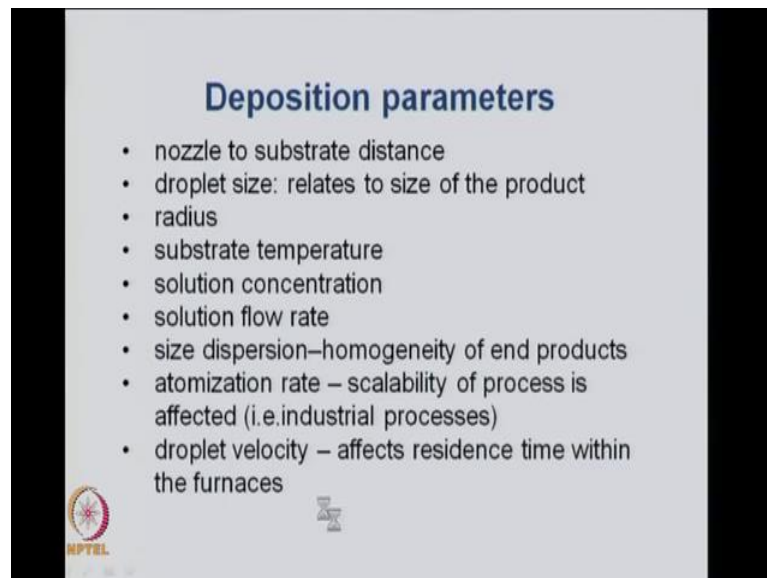 Deposition parameters
• nozzle to substrate distance
• droplet size: relates to size of the product
• radius
• substrate temperature
• solution concentration
• solution flow rate
• size dispersion–homogeneity of end products
• atomization rate – scalability of process is
affected (i.e.industrial processes)
• droplet velocity – affects residence time within
the furnaces
NPTEL